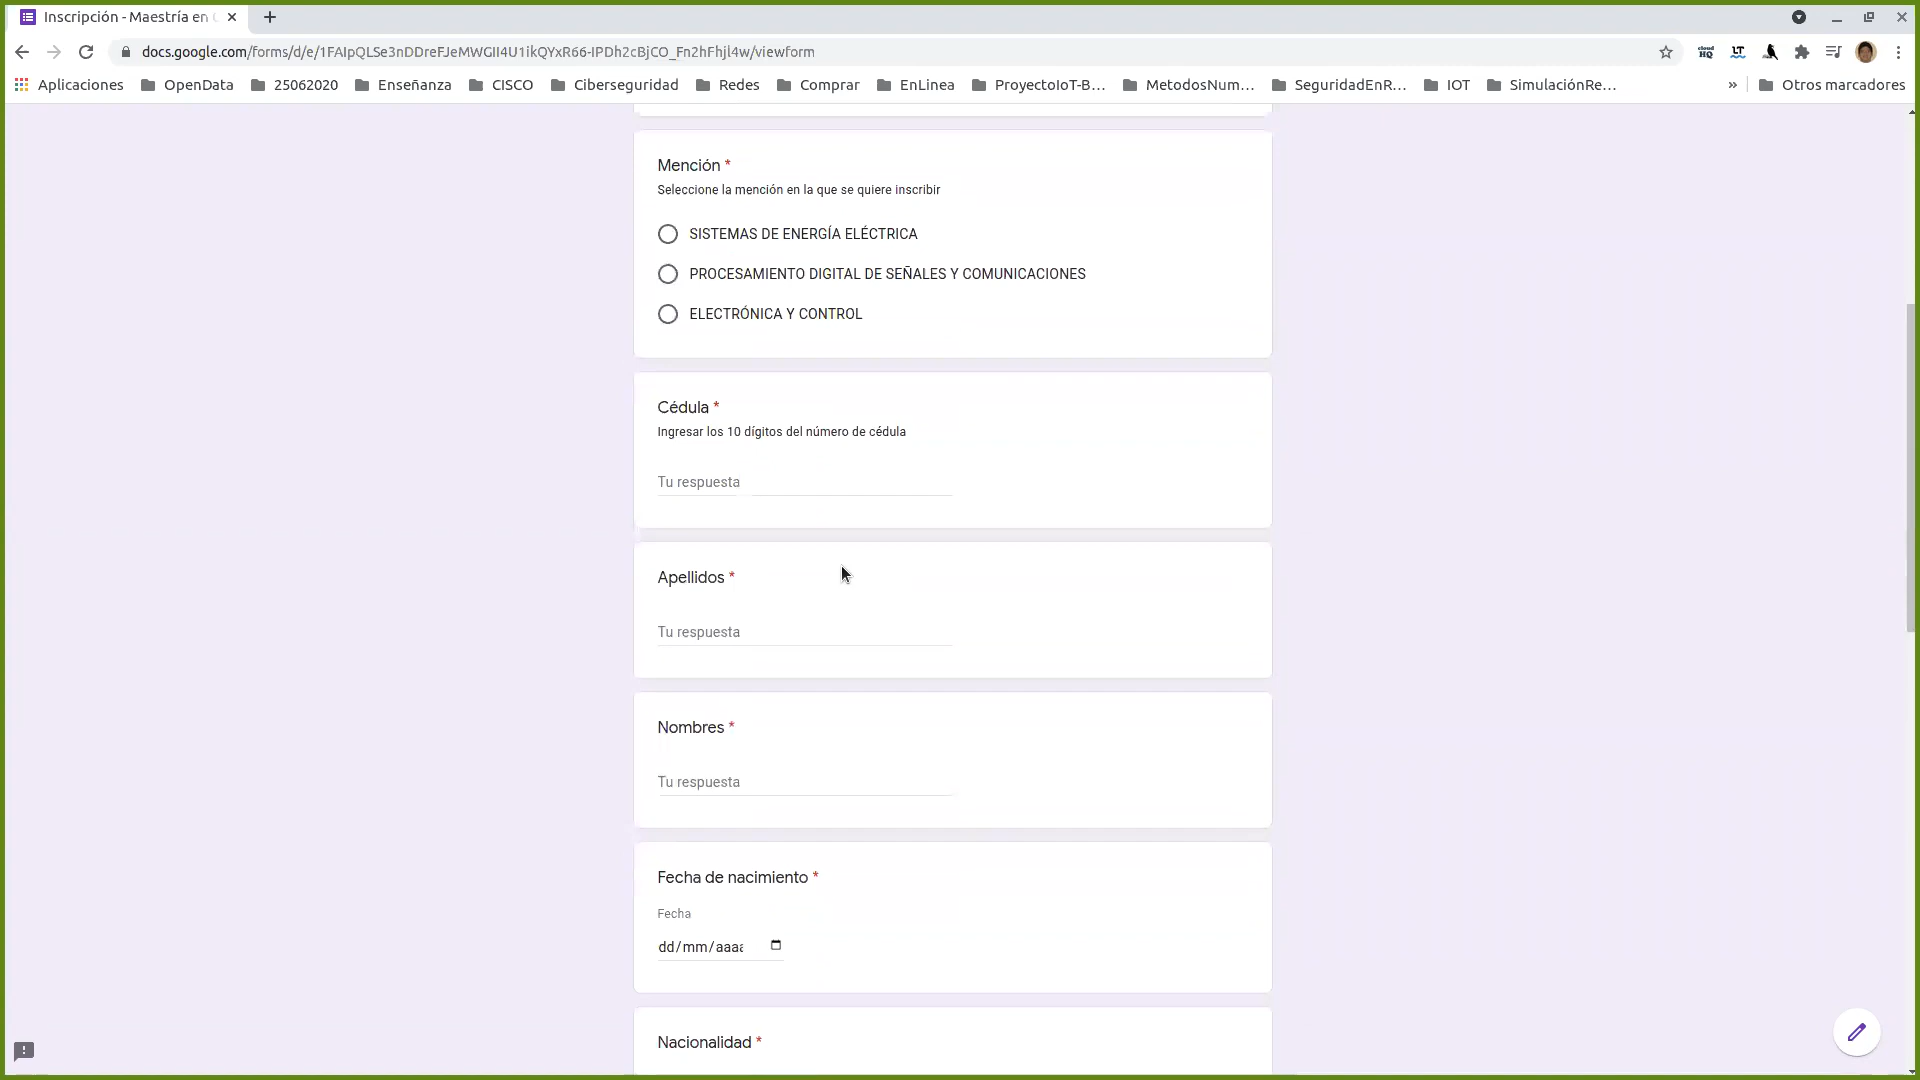 Inscripción - Maestría en
docs.google.com/forms/d/e/1FAIpQLSe3nDDreFJeMWGII4U1ikQYxR66-IPDh2cBjCO_Fn2hFhjl4w/viewform
cloud HQ
LT
Aplicaciones OpenData 25062020 Enseñanza CISCO Ciberseguridad Redes Comprar EnLinea ProyectoIoT-B... MetodosNum... SeguridadEnR... IOT SimulaciónRe... » Otros marcadores
Mención *
Seleccione la mención en la que se quiere inscribir
SISTEMAS DE ENERGÍA ELÉCTRICA
PROCESAMIENTO DIGITAL DE SEÑALES Y COMUNICACIONES
ELECTRÓNICA Y CONTROL
Cédula *
Ingresar los 10 dígitos del número de cédula
Tu respuesta
Apellidos *
Tu respuesta
Nombres *
Tu respuesta
Fecha de nacimiento *
Fecha
dd/mm/aaaa
Nacionalidad *